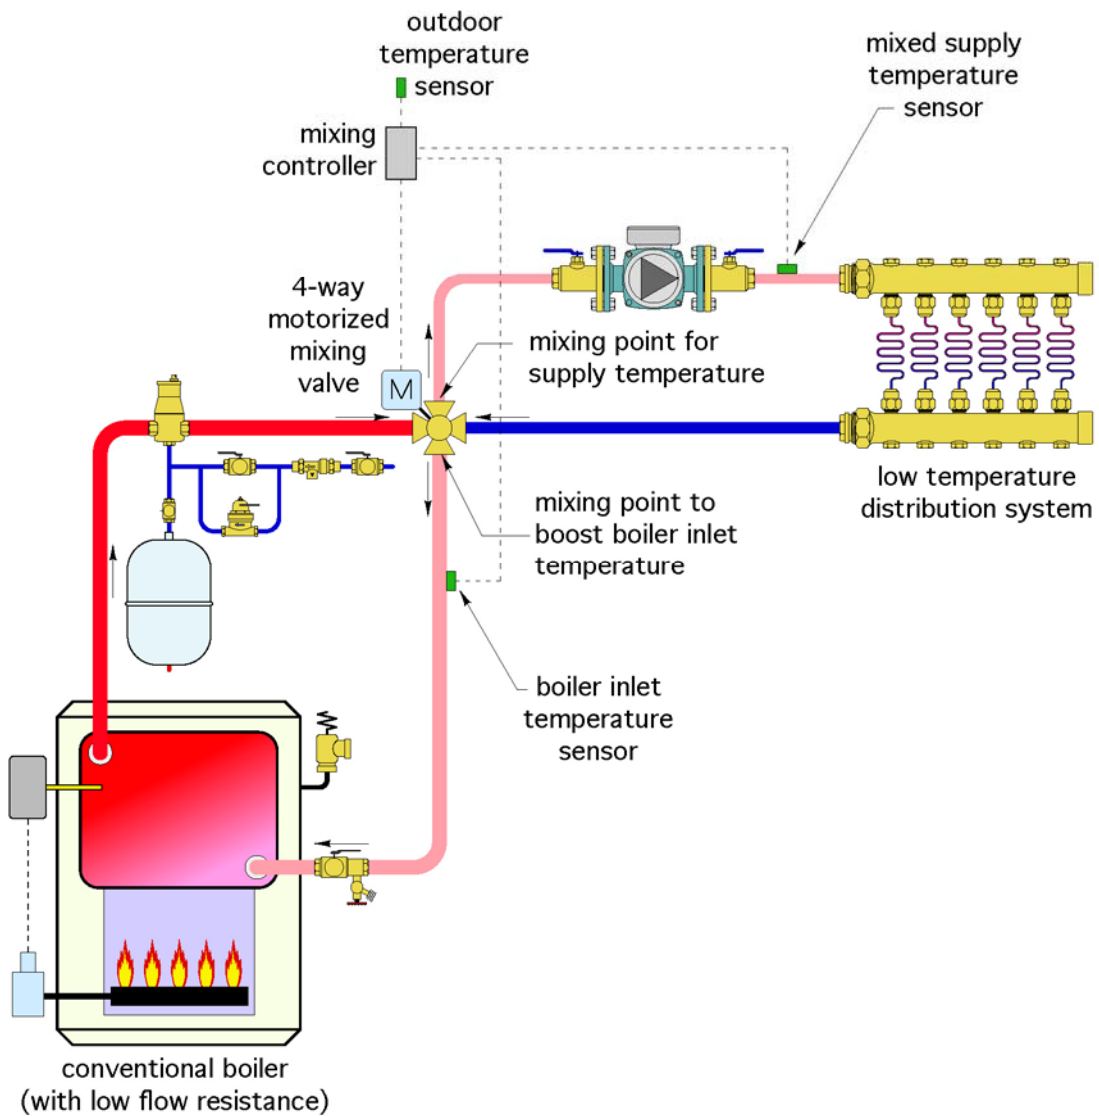 outdoor
temperature
sensor
mixed supply
temperature
sensor
mixing
controller
4-way
motorized
mixing
valve
M
mixing point for
supply temperature
low temperature
distribution system
mixing point to
boost boiler inlet
temperature
boiler inlet
temperature
sensor
conventional boiler
(with low flow resistance)